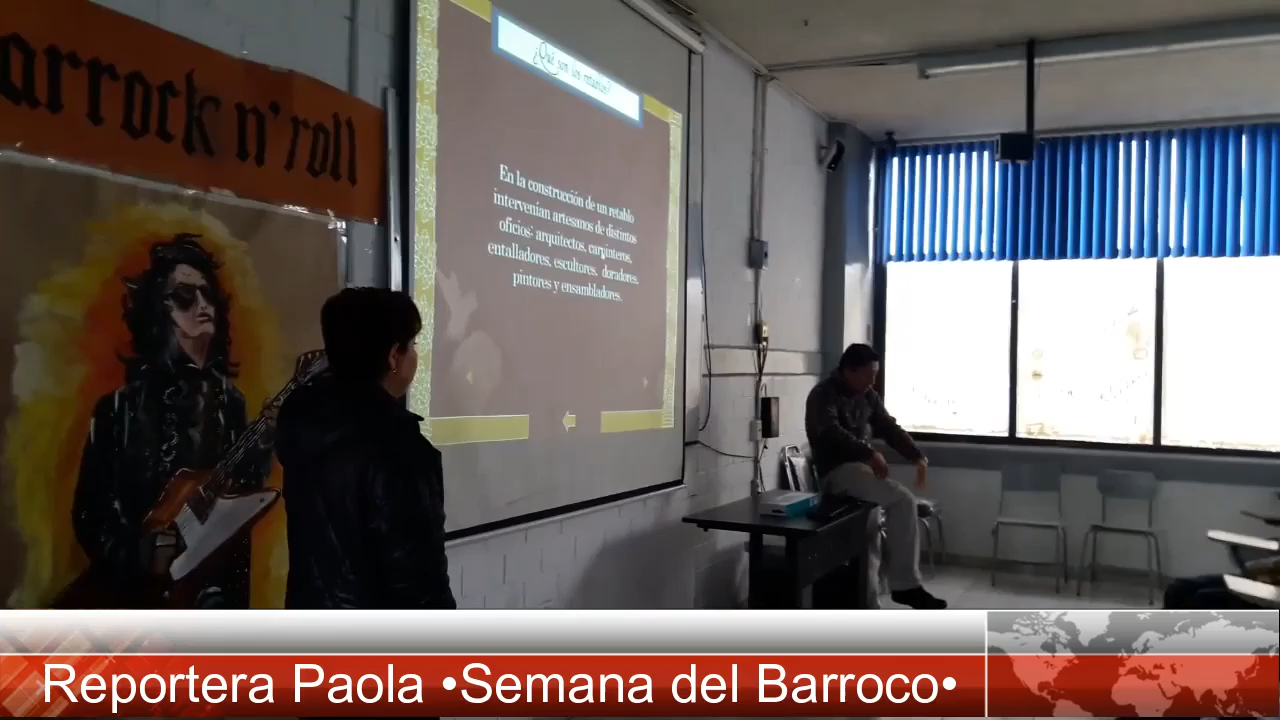 arrock n' roll
¿Qué son los retablos?
En la construcción de un retablo
intervenían artesanos de distintos
oficios: arquitectos, carpinteros,
entalladores, escultores, doradores,
pintores y ensambladores.
Reportera Paola •Semana del Barroco•